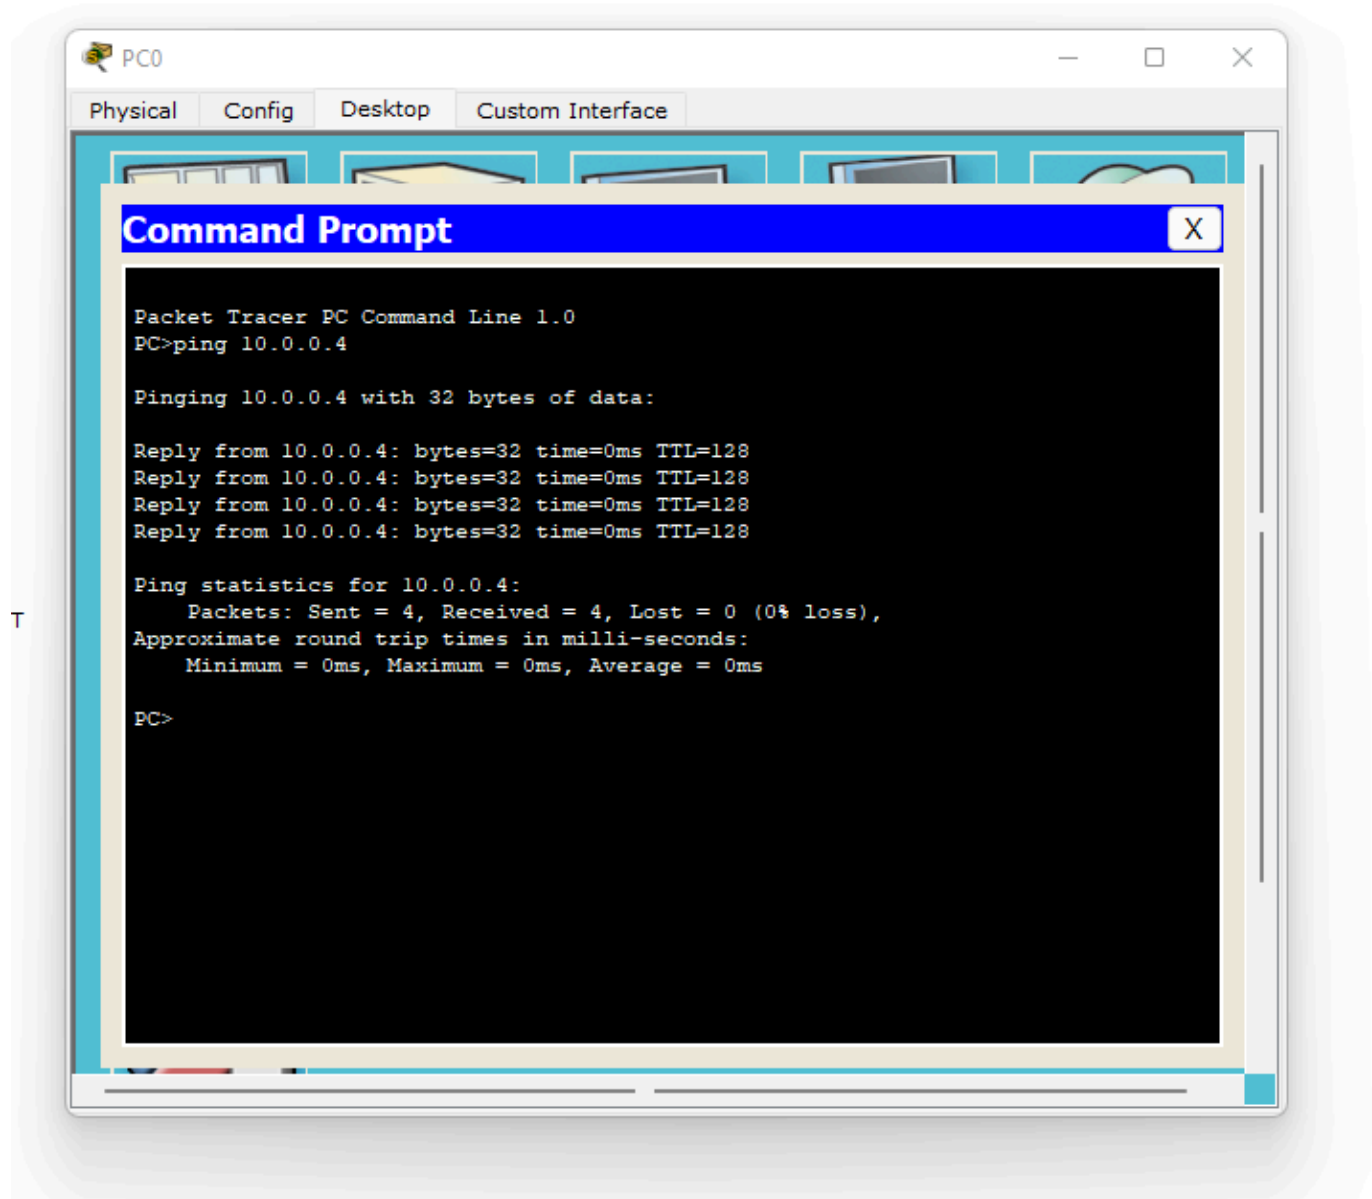 PC0
Physical Config Desktop Custom Interface
Command Prompt X
Packet Tracer PC Command Line 1.0
PC>ping 10.0.0.4
Pinging 10.0.0.4 with 32 bytes of data:
Reply from 10.0.0.4: bytes=32 time=0ms TTL=128
Reply from 10.0.0.4: bytes=32 time=0ms TTL=128
Reply from 10.0.0.4: bytes=32 time=0ms TTL=128
Reply from 10.0.0.4: bytes=32 time=0ms TTL=128
Ping statistics for 10.0.0.4:
Packets: Sent = 4, Received = 4, Lost = 0 (0% loss),
Approximate round trip times in milli-seconds:
Minimum = 0ms, Maximum = 0ms, Average = 0ms
PC>
T